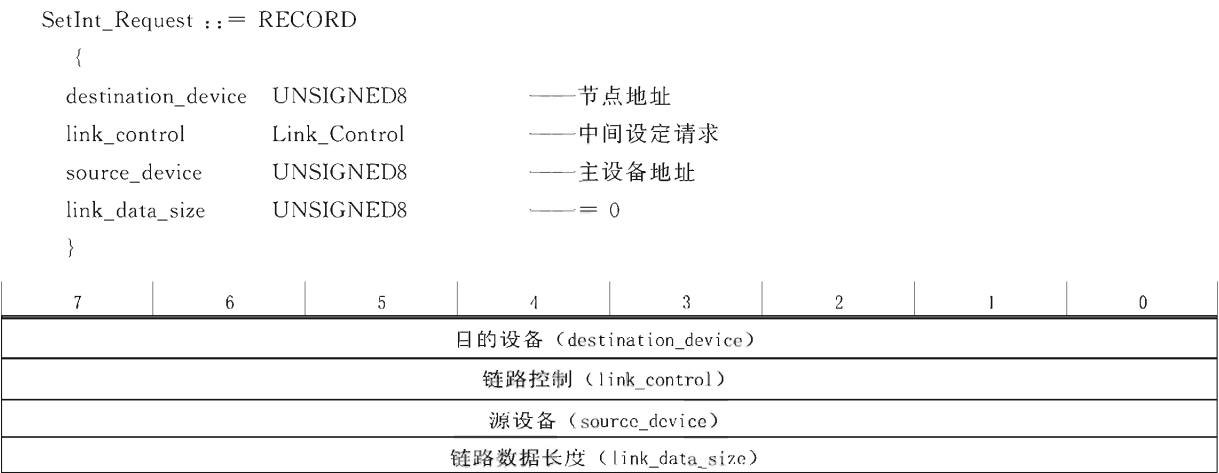 SetInt_Request ::= RECORD
{
destination_device UNSIGNED8 ——节点地址
link_control Link_Control ——中间设定请求
source_device UNSIGNED8 ——主设备地址
link_data_size UNSIGNED8 ——= 0
}
7 6 5 4 3 2 1 0
目的设备（destination_device）
链路控制（link_control）
源设备（source_device）
链路数据长度（link_data_size）